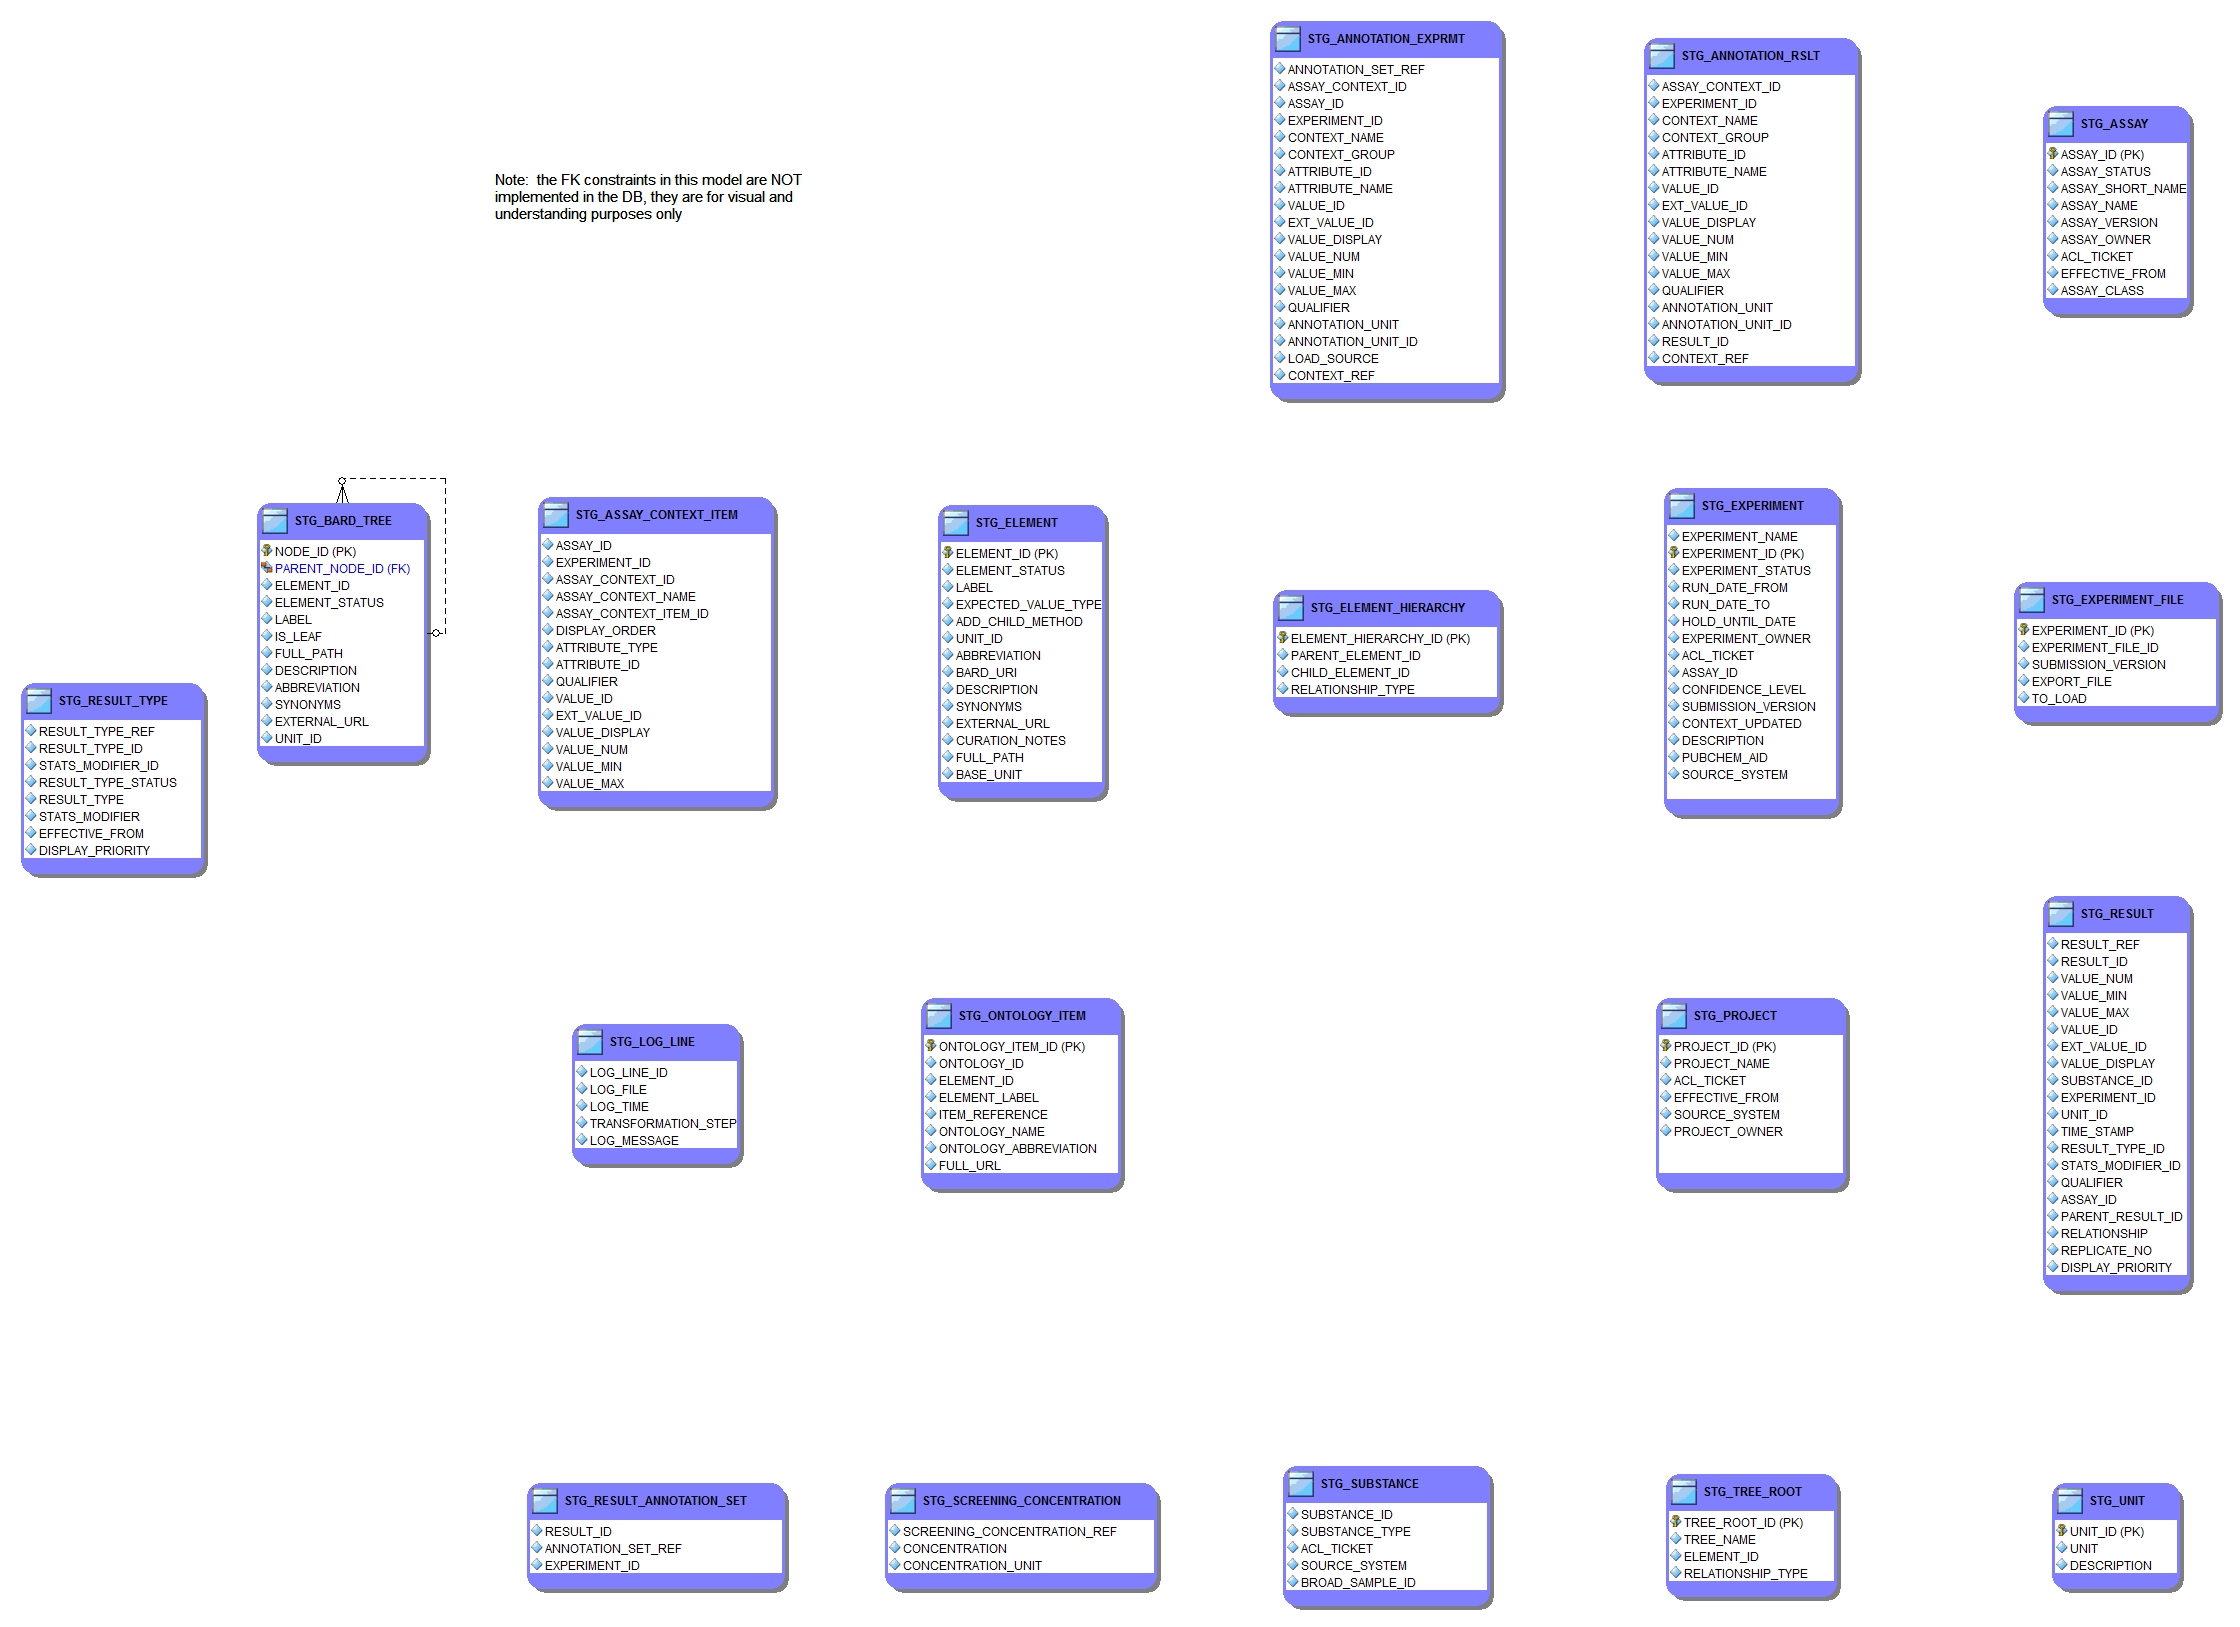 STG_ANNOTATION_EXPRMT
ANNOTATION_SET_REF
ASSAY_CONTEXT_ID
ASSAY_ID
EXPERIMENT_ID
CONTEXT_NAME
CONTEXT_GROUP
ATTRIBUTE_ID
ATTRIBUTE_NAME
VALUE_ID
EXT_VALUE_ID
VALUE_DISPLAY
VALUE_NUM
VALUE_MIN
VALUE_MAX
QUALIFIER
ANNOTATION_UNIT
ANNOTATION_UNIT_ID
LOAD_SOURCE
CONTEXT_REF
STG_ANNOTATION_RSLT
ASSAY_CONTEXT_ID
EXPERIMENT_ID
CONTEXT_NAME
CONTEXT_GROUP
ATTRIBUTE_ID
ATTRIBUTE_NAME
VALUE_ID
EXT_VALUE_ID
VALUE_DISPLAY
VALUE_NUM
VALUE_MIN
VALUE_MAX
QUALIFIER
ANNOTATION_UNIT
ANNOTATION_UNIT_ID
RESULT_ID
CONTEXT_REF
STG_ASSAY
ASSAY_ID (PK)
ASSAY_STATUS
ASSAY_SHORT_NAME
ASSAY_NAME
ASSAY_VERSION
ASSAY_OWNER
ACL_TICKET
EFFECTIVE_FROM
ASSAY_CLASS
Note:  the FK constraints in this model are NOT
implemented in the DB, they are for visual and
understanding purposes only
STG_RESULT_TYPE
RESULT_TYPE_REF
RESULT_TYPE_ID
STATS_MODIFIER_ID
RESULT_TYPE_STATUS
RESULT_TYPE
STATS_MODIFIER
EFFECTIVE_FROM
DISPLAY_PRIORITY
STG_BARD_TREE
NODE_ID (PK)
PARENT_NODE_ID (FK)
ELEMENT_ID
ELEMENT_STATUS
LABEL
IS_LEAF
FULL_PATH
DESCRIPTION
ABBREVIATION
SYNONYMS
EXTERNAL_URL
UNIT_ID
STG_ASSAY_CONTEXT_ITEM
ASSAY_ID
EXPERIMENT_ID
ASSAY_CONTEXT_ID
ASSAY_CONTEXT_NAME
ASSAY_CONTEXT_ITEM_ID
DISPLAY_ORDER
ATTRIBUTE_TYPE
ATTRIBUTE_ID
QUALIFIER
VALUE_ID
EXT_VALUE_ID
VALUE_DISPLAY
VALUE_NUM
VALUE_MIN
VALUE_MAX
STG_ELEMENT
ELEMENT_ID (PK)
ELEMENT_STATUS
LABEL
EXPECTED_VALUE_TYPE
ADD_CHILD_METHOD
UNIT_ID
ABBREVIATION
BARD_URI
DESCRIPTION
SYNONYMS
EXTERNAL_URL
CURATION_NOTES
FULL_PATH
BASE_UNIT
STG_ELEMENT_HIERARCHY
ELEMENT_HIERARCHY_ID (PK)
PARENT_ELEMENT_ID
CHILD_ELEMENT_ID
RELATIONSHIP_TYPE
STG_EXPERIMENT
EXPERIMENT_NAME
EXPERIMENT_ID (PK)
EXPERIMENT_STATUS
RUN_DATE_FROM
RUN_DATE_TO
HOLD_UNTIL_DATE
EXPERIMENT_OWNER
ACL_TICKET
ASSAY_ID
CONFIDENCE_LEVEL
SUBMISSION_VERSION
CONTEXT_UPDATED
DESCRIPTION
PUBCHEM_AID
SOURCE_SYSTEM
STG_EXPERIMENT_FILE
EXPERIMENT_ID (PK)
EXPERIMENT_FILE_ID
SUBMISSION_VERSION
EXPORT_FILE
TO_LOAD
STG_LOG_LINE
LOG_LINE_ID
LOG_FILE
LOG_TIME
TRANSFORMATION_STEP
LOG_MESSAGE
STG_ONTOLOGY_ITEM
ONTOLOGY_ITEM_ID (PK)
ONTOLOGY_ID
ELEMENT_ID
ELEMENT_LABEL
ITEM_REFERENCE
ONTOLOGY_NAME
ONTOLOGY_ABBREVIATION
FULL_URL
STG_PROJECT
PROJECT_ID (PK)
PROJECT_NAME
ACL_TICKET
EFFECTIVE_FROM
SOURCE_SYSTEM
PROJECT_OWNER
STG_RESULT
RESULT_REF
RESULT_ID
VALUE_NUM
VALUE_MIN
VALUE_MAX
VALUE_ID
EXT_VALUE_ID
VALUE_DISPLAY
SUBSTANCE_ID
EXPERIMENT_ID
UNIT_ID
TIME_STAMP
RESULT_TYPE_ID
STATS_MODIFIER_ID
QUALIFIER
ASSAY_ID
PARENT_RESULT_ID
RELATIONSHIP
REPLICATE_NO
DISPLAY_PRIORITY
STG_RESULT_ANNOTATION_SET
RESULT_ID
ANNOTATION_SET_REF
EXPERIMENT_ID
STG_SCREENING_CONCENTRATION
SCREENING_CONCENTRATION_REF
CONCENTRATION
CONCENTRATION_UNIT
STG_SUBSTANCE
SUBSTANCE_ID
SUBSTANCE_TYPE
ACL_TICKET
SOURCE_SYSTEM
BROAD_SAMPLE_ID
STG_TREE_ROOT
TREE_ROOT_ID (PK)
TREE_NAME
ELEMENT_ID
RELATIONSHIP_TYPE
STG_UNIT
UNIT_ID (PK)
UNIT
DESCRIPTION